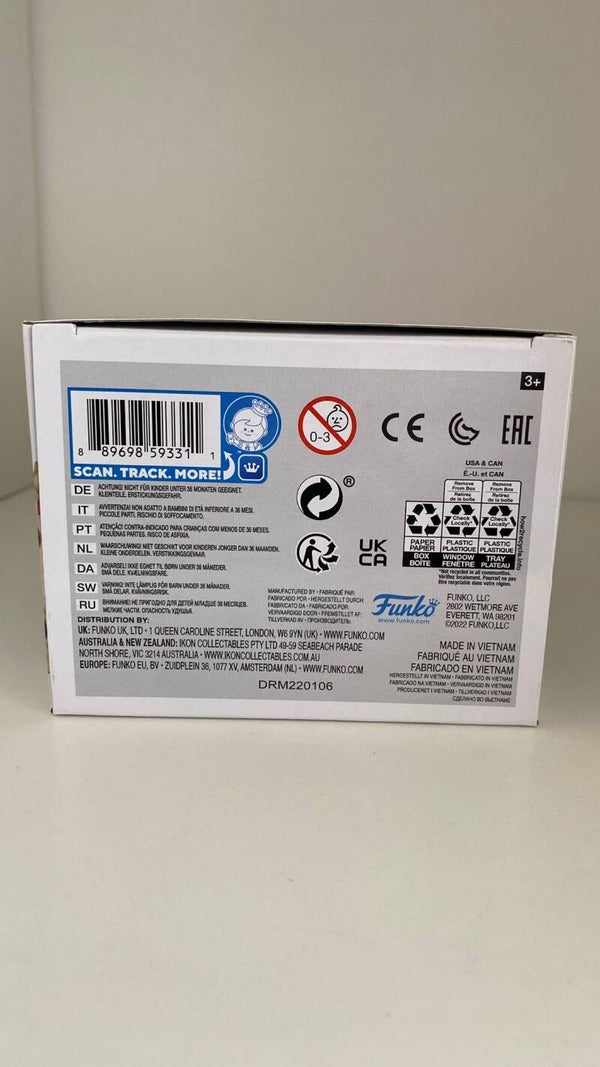 3+
8 89698 59331 1
SCAN. TRACK. MORE!
0-3
CE
EAC
®
UK
CA
USA & CAN
É.-U. et CAN
Remove From Box
Retirez de la boîte
Remove From Box
Retirez de la boîte
Check Locally*
Check Locally*
PAPER PAPIER
PLASTIC PLASTIQUE
PLASTIC PLASTIQUE
BOX BOÎTE
WINDOW FENÊTRE
TRAY PLATEAU
how2recycle.info
*Not recycled in all communities.
Vérifiez localement. Pourrait ne pas
être recyclable dans votre région.
DE ACHTUNG! NICHT FÜR KINDER UNTER 36 MONATEN GEEIGNET.
KLEINTEILE. ERSTICKUNGSGEFAHR.
IT AVVERTENZA! NON ADATTO A BAMBINI DI ETÀ INFERIORE A 36 MESI.
PICCOLE PARTI. RISCHIO DI SOFFOCAMENTO.
PT ATENÇÃO! CONTRA-INDICADO PARA CRIANÇAS COM MENOS DE 36 MESES.
PEQUENAS PARTES. RISCO DE ASFIXIA.
NL WAARSCHUWING! NIET GESCHIKT VOOR KINDEREN JONGER DAN 36 MAANDEN.
KLEINE ONDERDELEN. VERSTIKKINGSGEVAAR.
DA ADVARSEL! IKKE EGNET TIL BØRN UNDER 36 MÅNEDER.
SMÅ DELE. KVÆLNINGSFARE.
SW VARNING! INTE LÄMPLIG FÖR BARN UNDER 36 MÅNADER.
SMÅ DELAR. KVÄVNINGSRISK.
RU ВНИМАНИЕ! НЕ ПРИГОДНО ДЛЯ ДЕТЕЙ МЛАДШЕ 36 МЕСЯЦЕВ.
МЕЛКИЕ ЧАСТИ. ОПАСНОСТЬ УДУШЬЯ.
MANUFACTURED BY • FABRIQUÉ PAR:
FABRICADO POR • HERGESTELLT DURCH:
FABBRICATO DA • FABRICADO POR:
VERVAARDIGD DOOR • FREMSTILLET AF:
TILLVERKAD AV • ПРОИЗВОДИТЕЛЬ:
Funko
www.funko.com
FUNKO, LLC
2802 WETMORE AVE
EVERETT, WA 98201
©2022 FUNKO,LLC
DISTRIBUTION BY:
UK: FUNKO UK, LTD • 1 QUEEN CAROLINE STREET, LONDON, W6 9YN (UK) • WWW.FUNKO.COM
AUSTRALIA & NEW ZEALAND: IKON COLLECTABLES PTY LTD 49-59 SEABEACH PARADE
NORTH SHORE, VIC 3214 AUSTRALIA • WWW.IKONCOLLECTABLES.COM.AU
EUROPE: FUNKO EU, BV • ZUIDPLEIN 36, 1077 XV, AMSTERDAM (NL) • WWW.FUNKO.COM
DRM220106
MADE IN VIETNAM
FABRIQUÉ AU VIETNAM
FABRICADO EN VIETNAM
HERGESTELLT IN VIETNAM • FABBRICATO IN VIETNAM
FABRICADO NA VIETNAM • VERVAARDIGD IN VIETNAM
PRODUCERET I VIETNAM • TILLVERKAD I VIETNAM
СДЕЛАНО ВО ВЬЕТНАМЕ